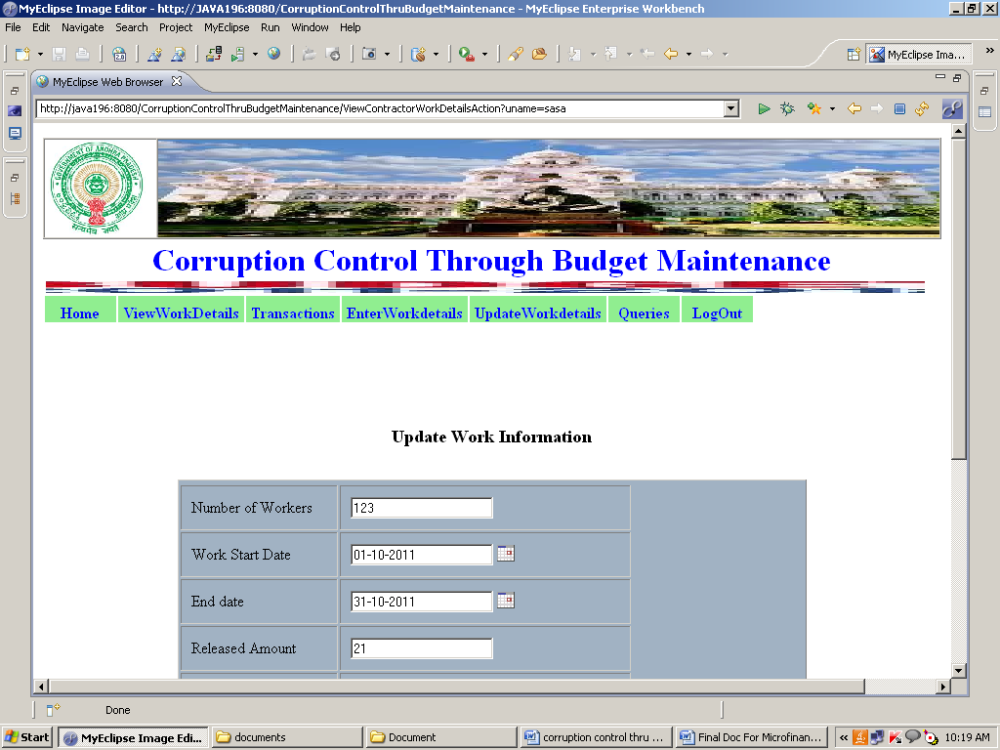 MyEclipse Image Editor - http://JAVA196:8080/CorruptionControlThruBudgetMaintenance - MyEclipse Enterprise Workbench
File Edit Navigate Search Project MyEclipse Run Window Help
MyEclipse Ima...
MyEclipse Web Browser
http://java196:8080/CorruptionControlThruBudgetMaintenance/ViewContractorWorkDetailsAction?uname=sasa
Corruption Control Through Budget Maintenance
Home ViewWorkDetails Transactions EnterWorkdetails UpdateWorkdetails Queries LogOut
Update Work Information
Number of Workers 123
Work Start Date 01-10-2011
End date 31-10-2011
Released Amount 21
Done
Start MyEclipse Image Edi... documents Document corruption control thru ... Final Doc For Microfinan... 10:19 AM